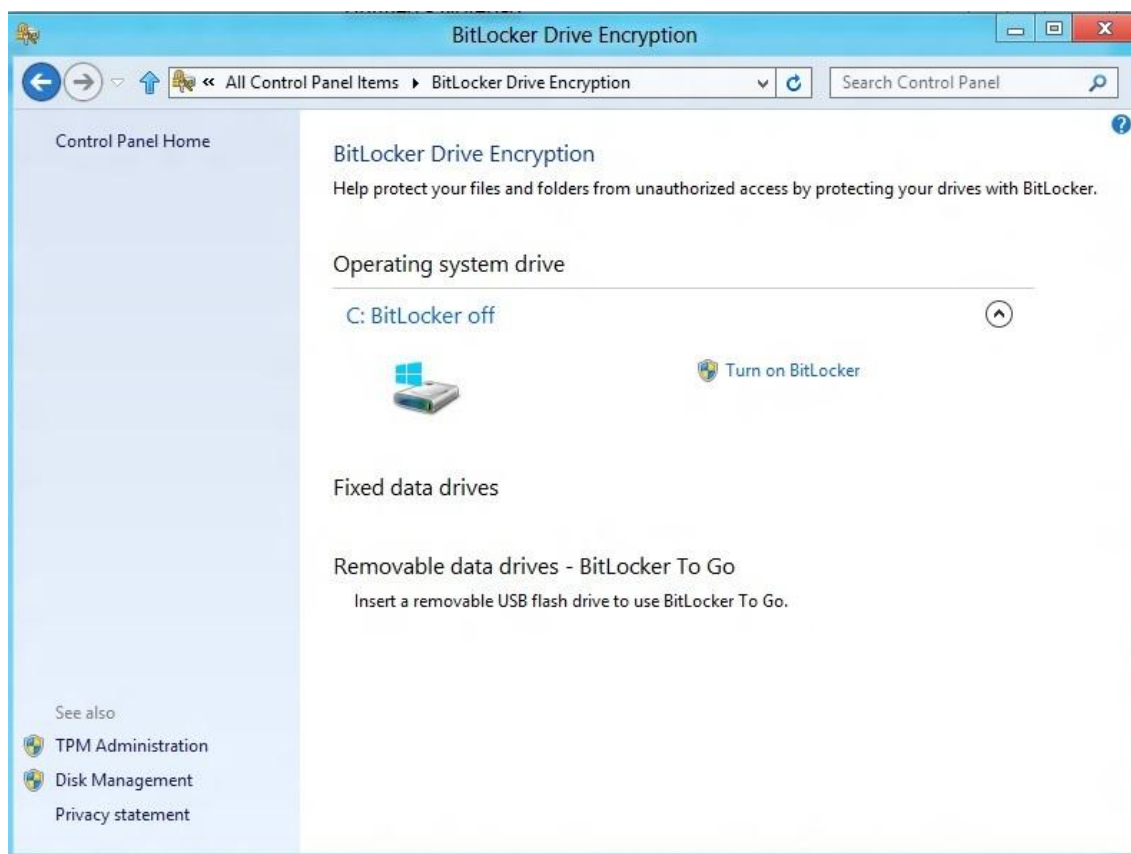 BitLocker Drive Encryption
« All Control Panel Items ▸ BitLocker Drive Encryption
Search Control Panel
Control Panel Home
BitLocker Drive Encryption
Help protect your files and folders from unauthorized access by protecting your drives with BitLocker.
Operating system drive
C: BitLocker off
Turn on BitLocker
Fixed data drives
Removable data drives - BitLocker To Go
Insert a removable USB flash drive to use BitLocker To Go.
See also
TPM Administration
Disk Management
Privacy statement